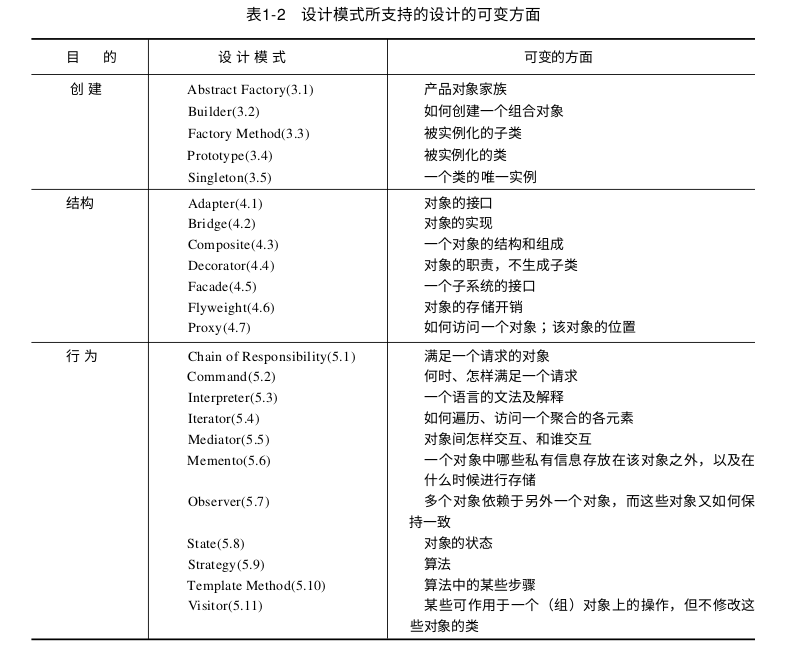 表1-2 设计模式所支持的设计的可变方面
目 的 设 计 模 式 可变的方面
创 建 Abstract Factory(3.1) 产品对象家族
Builder(3.2) 如何创建一个组合对象
Factory Method(3.3) 被实例化的子类
Prototype(3.4) 被实例化的类
Singleton(3.5) 一个类的唯一实例
结构 Adapter(4.1) 对象的接口
Bridge(4.2) 对象的实现
Composite(4.3) 一个对象的结构和组成
Decorator(4.4) 对象的职责，不生成子类
Facade(4.5) 一个子系统的接口
Flyweight(4.6) 对象的存储开销
Proxy(4.7) 如何访问一个对象；该对象的位置
行 为 Chain of Responsibility(5.1) 满足一个请求的对象
Command(5.2) 何时、怎样满足一个请求
Interpreter(5.3) 一个语言的文法及解释
Iterator(5.4) 如何遍历、访问一个聚合的各元素
Mediator(5.5) 对象间怎样交互、和谁交互
Memento(5.6) 一个对象中哪些私有信息存放在该对象之外，以及在
什么时候进行存储
Observer(5.7) 多个对象依赖于另外一个对象，而这些对象又如何保
持一致
State(5.8) 对象的状态
Strategy(5.9) 算法
Template Method(5.10) 算法中的某些步骤
Visitor(5.11) 某些可作用于一个（组）对象上的操作，但不修改这
些对象的类